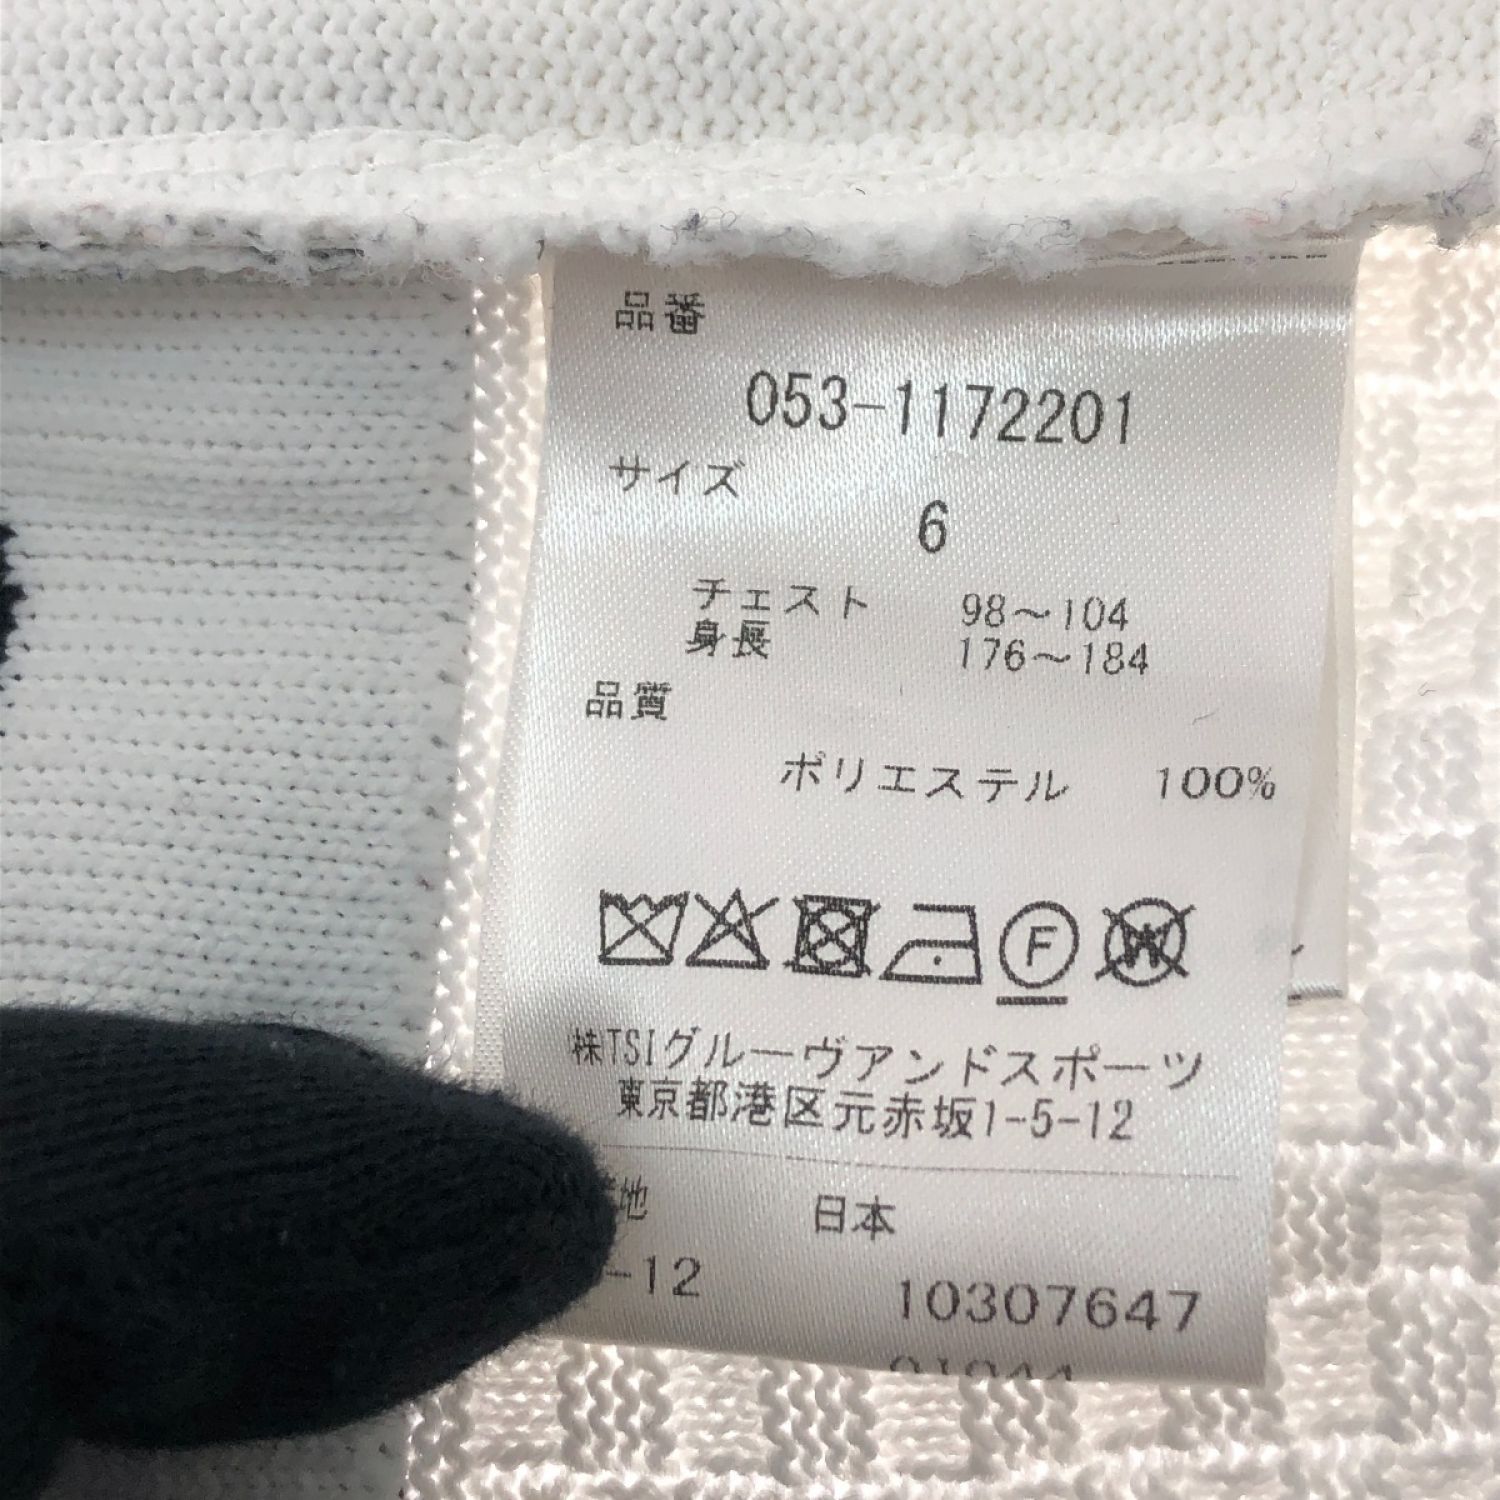 品番
053-1172201
サイズ
6
チェスト 98～104
身長 176～184
品質
ポリエステル 100%
F
W
株TSIグルーヴアンドスポーツ
東京都港区元赤坂1-5-12
地 日本
-12 10307647